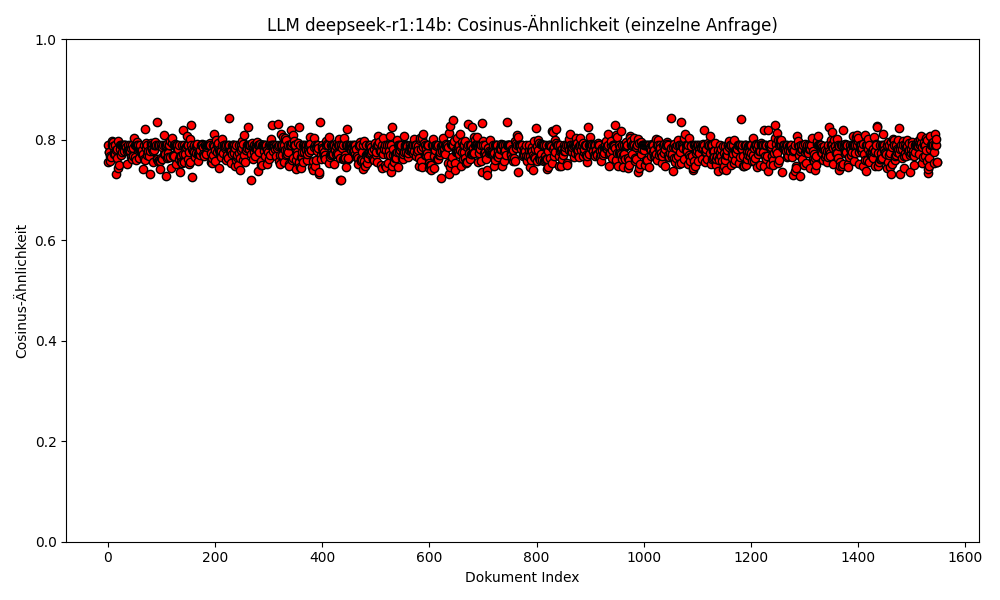 LLM deepseek-r1:14b: Cosinus-Ähnlichkeit (einzelne Anfrage)
1.0
0.8
0.6
0.4
0.2
0.0
Cosinus-Ähnlichkeit
0 200 400 600 800 1000 1200 1400 1600
Dokument Index